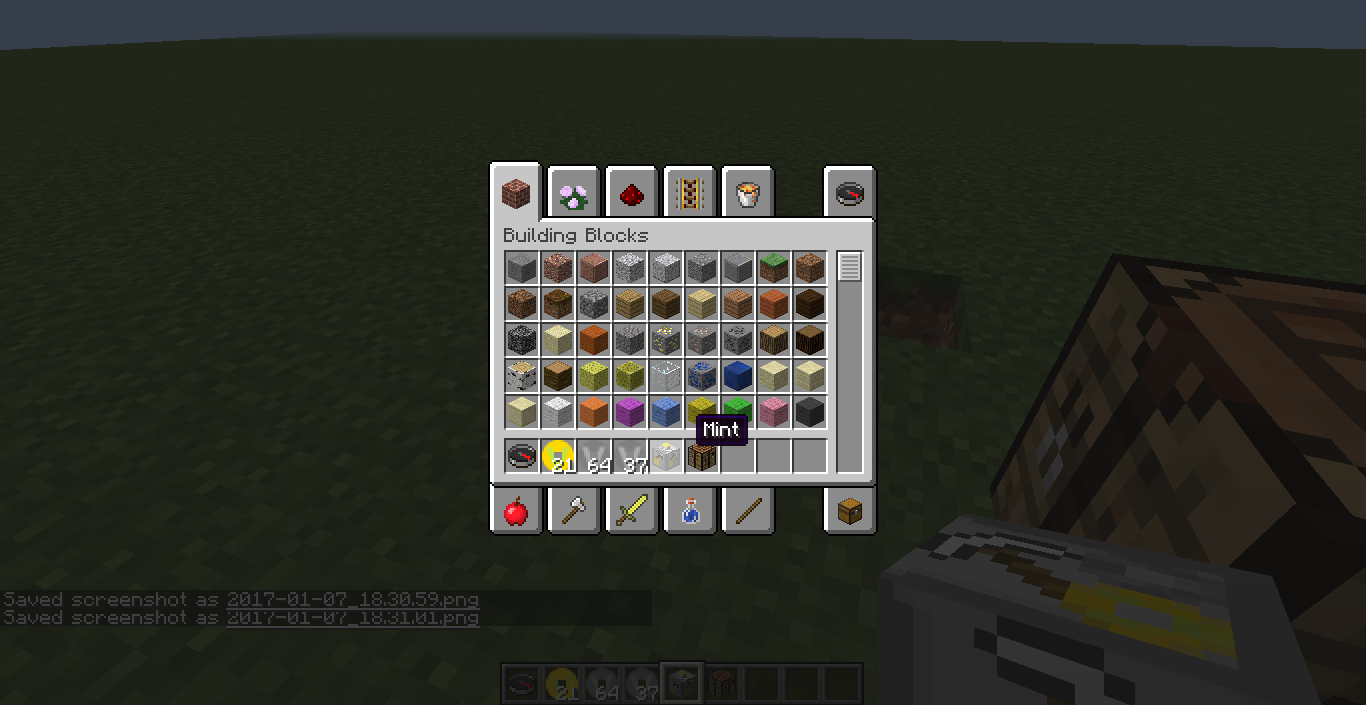 Building Blocks
Mint
21 64 37
Saved screenshot as 2017-01-07_18.30.59.png
Saved screenshot as 2017-01-07_18.31.01.png
21 64 37